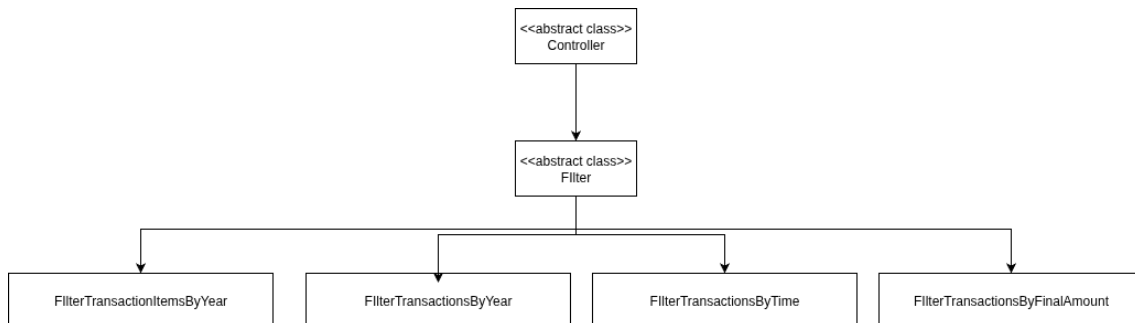 <<abstract class>>
Controller
<<abstract class>>
FIlter
FIlterTransactionItemsByYear
FIlterTransactionsByYear
FIlterTransactionsByTime
FIlterTransactionsByFinalAmount